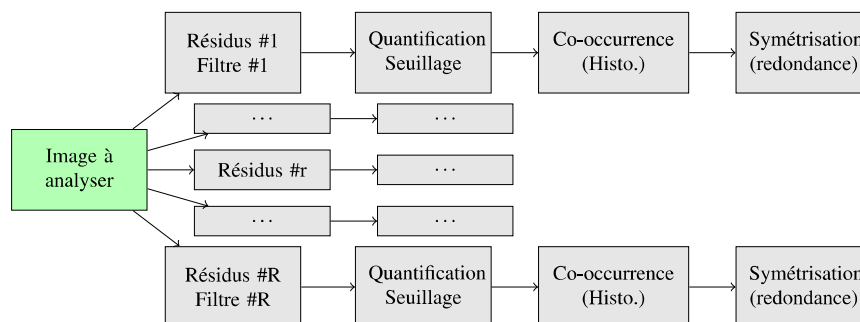 Résidus #1
Filtre #1
Quantification
Seuillage
Co-occurrence
(Histo.)
Symétrisation
(redondance)
...
...
Image à
analyser
Résidus #r
...
...
...
Résidus #R
Filtre #R
Quantification
Seuillage
Co-occurrence
(Histo.)
Symétrisation
(redondance)